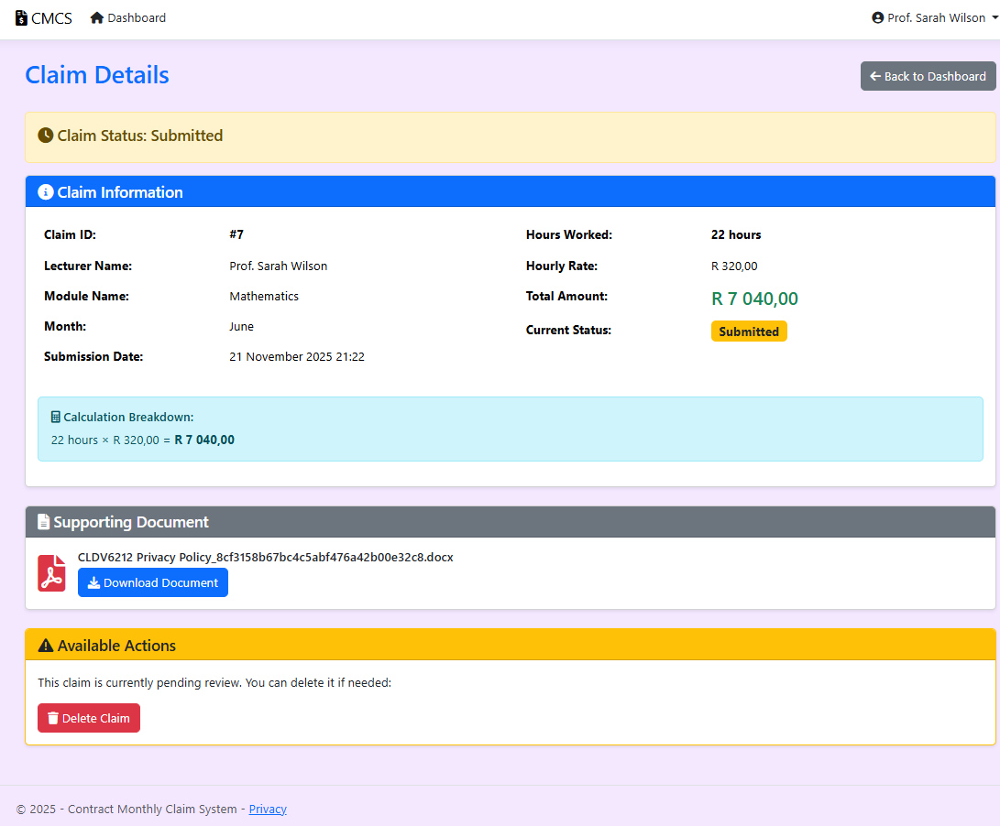 CMCS Dashboard Prof. Sarah Wilson
Claim Details
Back to Dashboard
Claim Status: Submitted
Claim Information
Claim ID: #7
Lecturer Name: Prof. Sarah Wilson
Module Name: Mathematics
Month: June
Submission Date: 21 November 2025 21:22
Hours Worked: 22 hours
Hourly Rate: R 320,00
Total Amount: R 7 040,00
Current Status: Submitted
Calculation Breakdown:
22 hours × R 320,00 = R 7 040,00
Supporting Document
CLDV6212 Privacy Policy_8cf3158b67bc4c5abf476a42b00e32c8.docx
Download Document
Available Actions
This claim is currently pending review. You can delete it if needed:
Delete Claim
© 2025 - Contract Monthly Claim System - Privacy